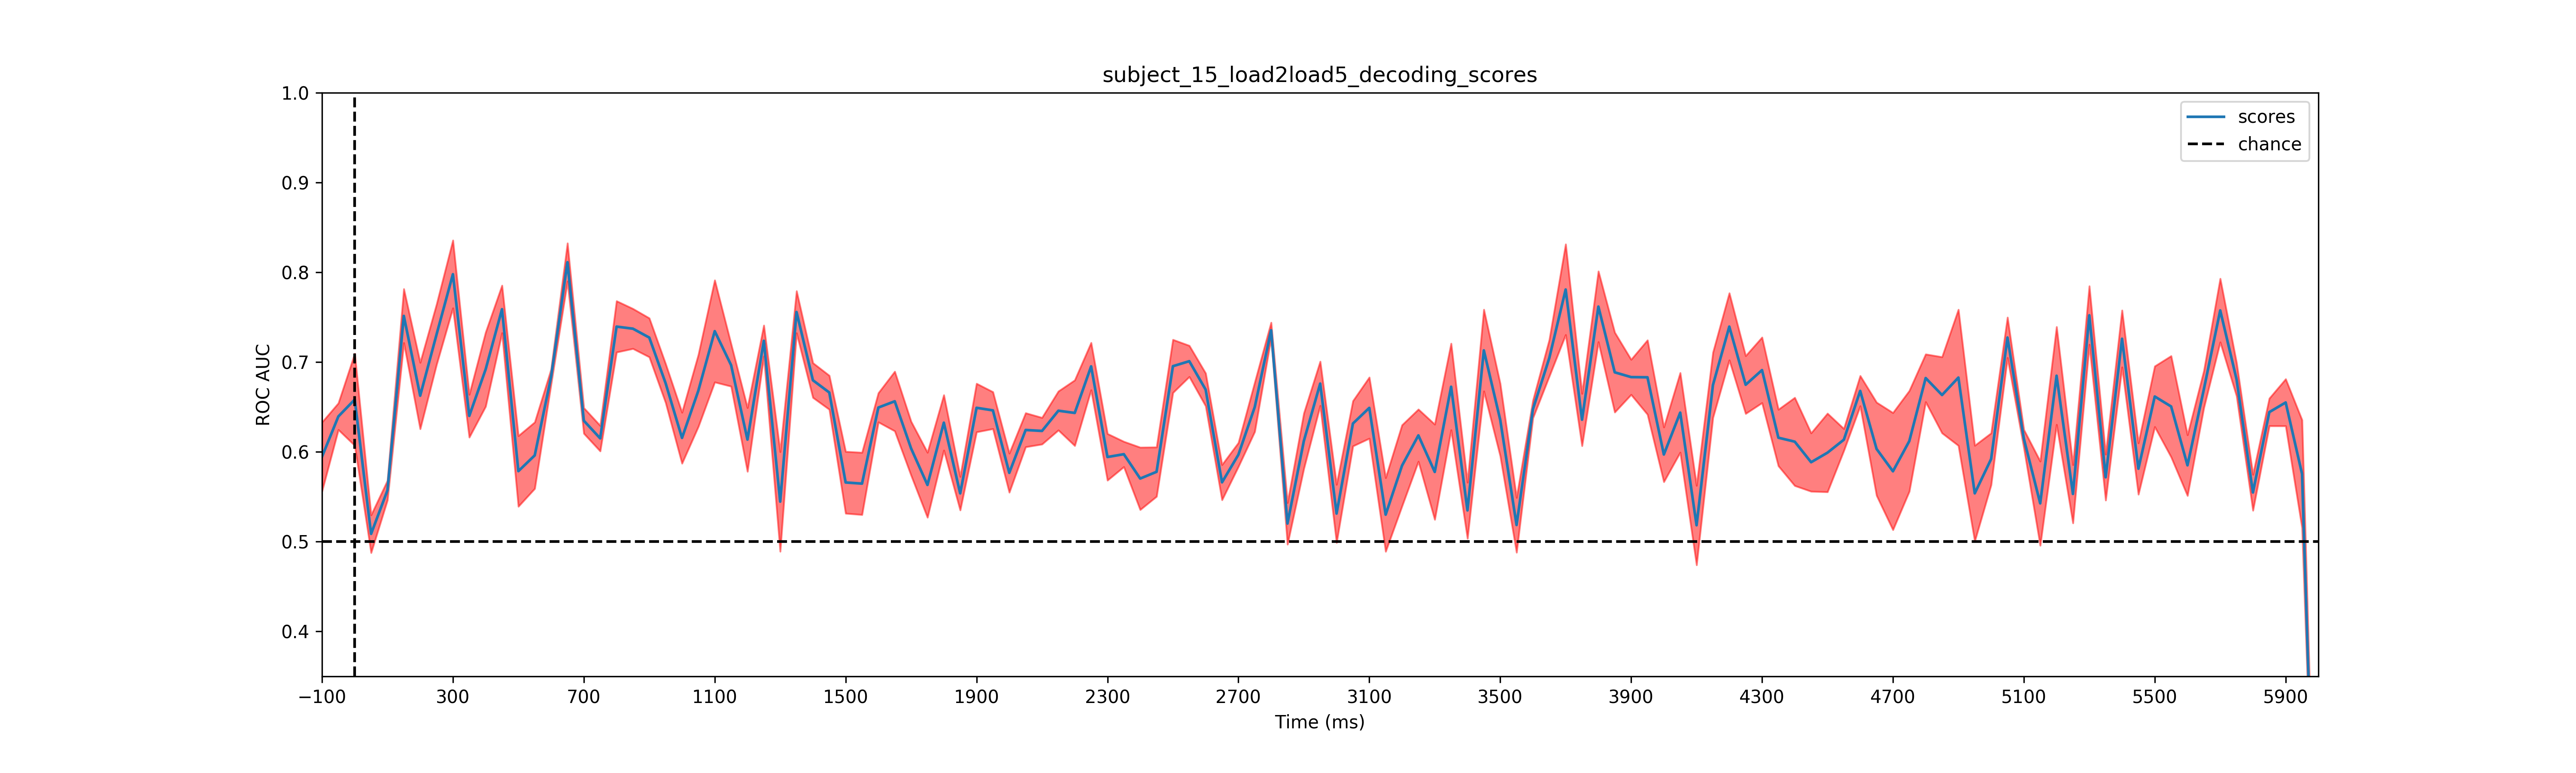 subject_15_load2load5_decoding_scores
1.0
0.9
0.8
0.7
0.6
0.5
0.4
ROC AUC
scores
chance
−100 300 700 1100 1500 1900 2300 2700 3100 3500 3900 4300 4700 5100 5500 5900
Time (ms)